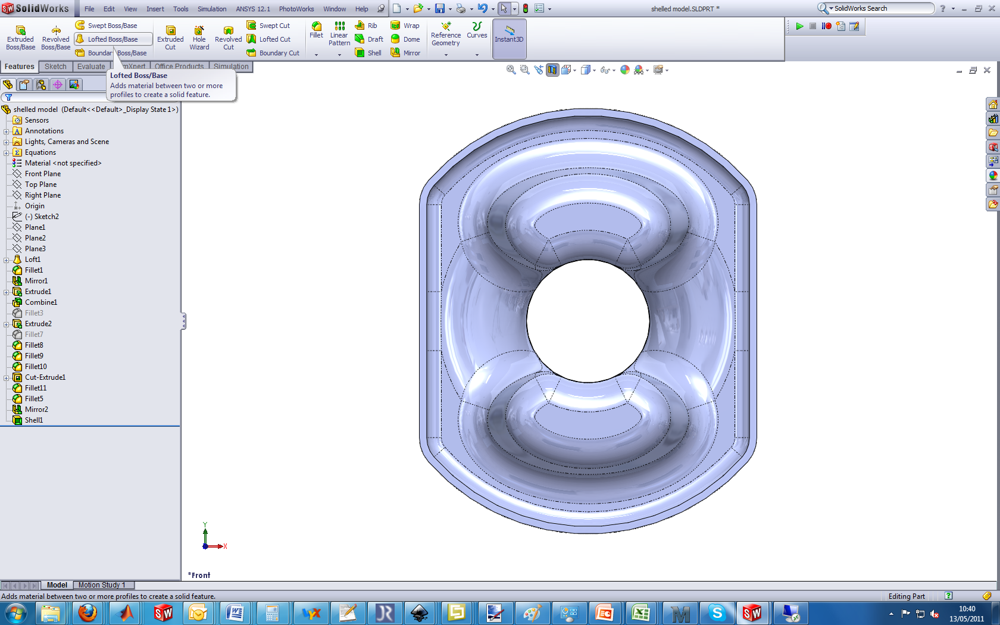 SolidWorks
File Edit View Insert Tools Simulation ANSYS 12.1 PhotoWorks Window Help
shelled model.SLDPRT *
SolidWorks Search
Extruded Boss/Base
Revolved Boss/Base
Swept Boss/Base
Lofted Boss/Base
Boundar Boss/Base
Extruded Cut
Hole Wizard
Revolved Cut
Swept Cut
Lofted Cut
Boundary Cut
Fillet
Linear Pattern
Rib
Draft
Shell
Wrap
Dome
Mirror
Reference Geometry
Curves
Instant3D
Features Sketch Evaluate mXpert Office Products Simulation
Lofted Boss/Base
Adds material between two or more
profiles to create a solid feature.
shelled model (Default<<Default>_Display State 1>)
Sensors
Annotations
Lights, Cameras and Scene
Equations
Material <not specified>
Front Plane
Top Plane
Right Plane
Origin
(-) Sketch2
Plane1
Plane2
Plane3
Loft1
Fillet1
Mirror1
Extrude1
Combine1
Fillet3
Extrude2
Fillet7
Fillet8
Fillet9
Fillet10
Cut-Extrude1
Fillet11
Fillet5
Mirror2
Shell1
Y
X
*Front
Model Motion Study 1
Adds material between two or more profiles to create a solid feature.
Editing Part
10:40
13/05/2011